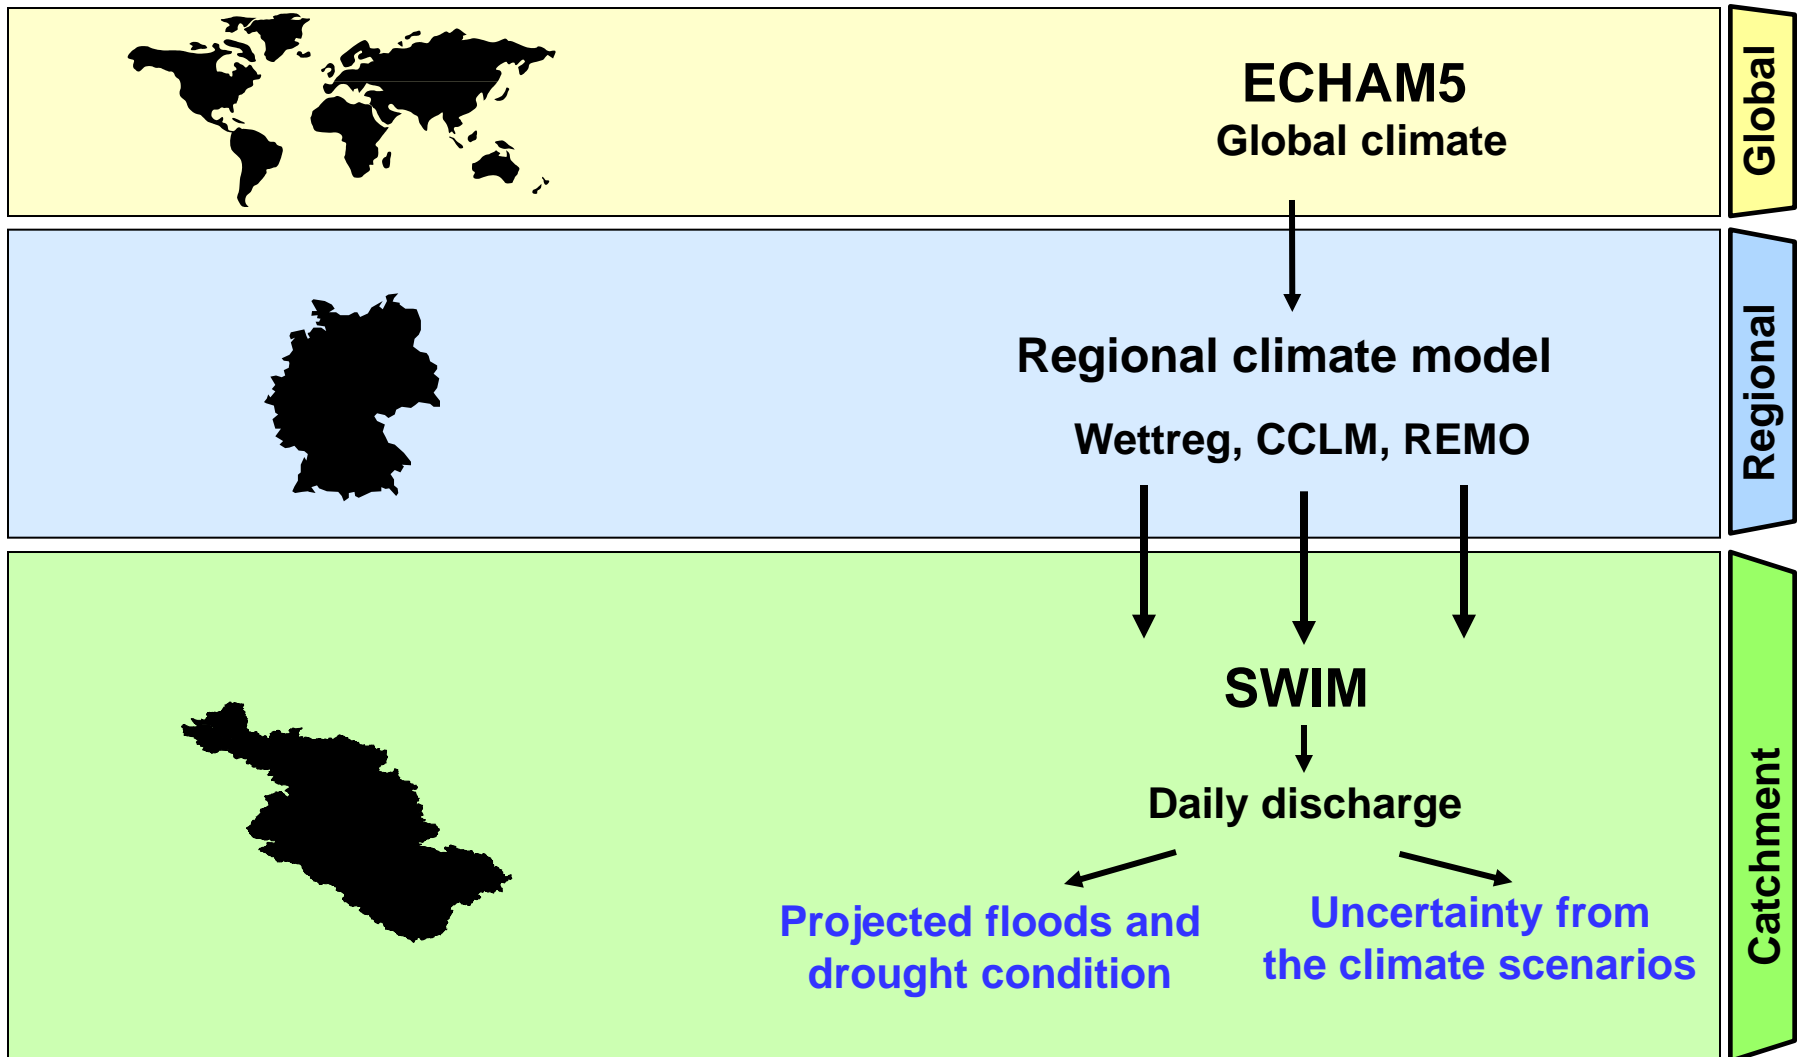 ECHAM5
Global climate
Global
Regional climate model
Wettreg, CCLM, REMO
Regional
SWIM
Daily discharge
Projected floods and
drought condition
Uncertainty from
the climate scenarios
Catchment